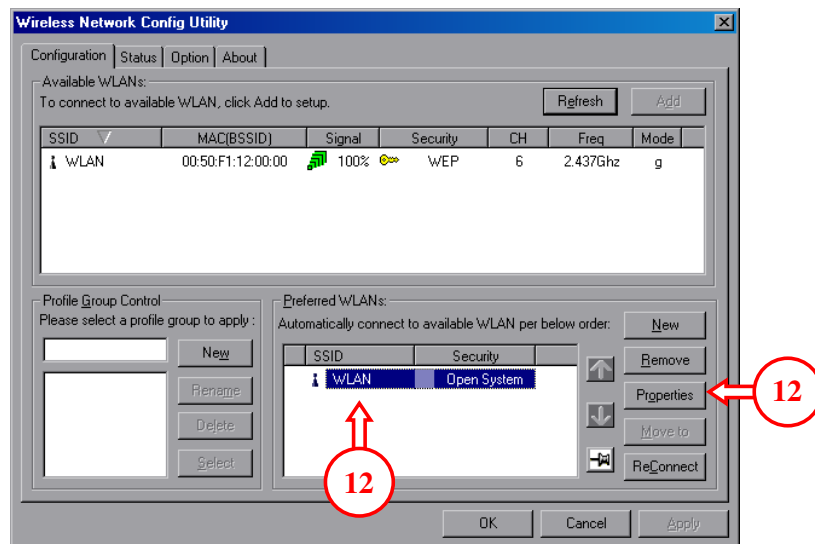 Wireless Network Config Utility
Configuration Status Option About
Available WLANs:
To connect to available WLAN, click Add to setup.
Refresh Add
SSID MAC(BSSID) Signal Security CH Freq Mode
WLAN 00:50:F1:12:00:00 100% WEP 6 2.437Ghz g
Profile Group Control
Please select a profile group to apply :
New
Rename
Delete
Select
Preferred WLANs:
Automatically connect to available WLAN per below order:
SSID Security
WLAN Open System
New
Remove
Properties
Move to
ReConnect
12
12
OK Cancel Apply